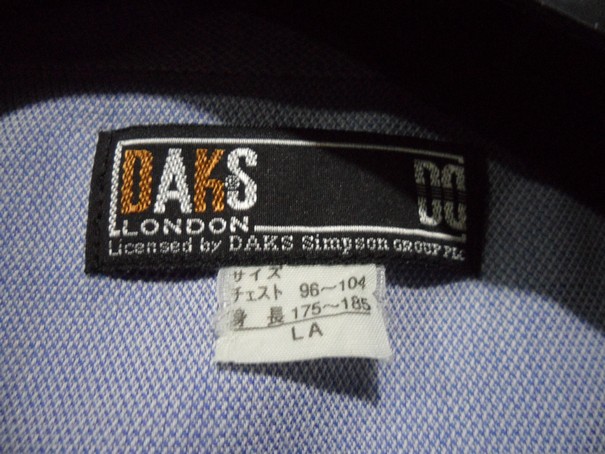 DAKS
LONDON
DD
Licensed by DAKS Simpson GROUP PLC
サイズ
チェスト 96～104
身 長 175～185
LA